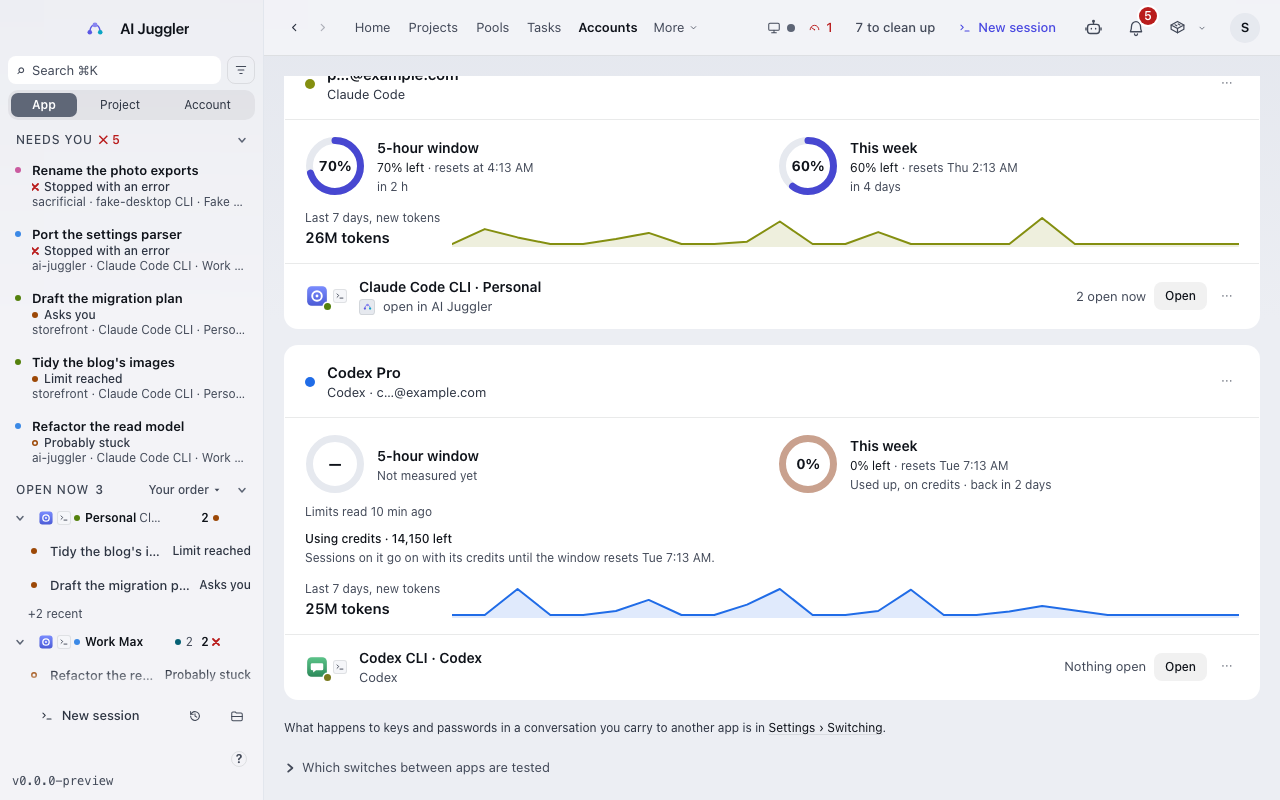 AI Juggler
Search ⌘K
App
Project
Account
NEEDS YOU 5
Rename the photo exports
Stopped with an error
sacrificial · fake-desktop CLI · Fake ...
Port the settings parser
Stopped with an error
ai-juggler · Claude Code CLI · Work ...
Draft the migration plan
Asks you
storefront · Claude Code CLI · Perso...
Tidy the blog's images
Limit reached
storefront · Claude Code CLI · Perso...
Refactor the read model
Probably stuck
ai-juggler · Claude Code CLI · Work ...
OPEN NOW 3
Your order
Personal Cl...
2
Tidy the blog's i...
Limit reached
Draft the migration p...
Asks you
+2 recent
Work Max
2 2
Refactor the re...
Probably stuck
New session
?
v0.0.0-preview
Home
Projects
Pools
Tasks
Accounts
More
1
7 to clean up
New session
5
S
p...@example.com
Claude Code
70%
5-hour window
70% left · resets at 4:13 AM
in 2 h
60%
This week
60% left · resets Thu 2:13 AM
in 4 days
Last 7 days, new tokens
26M tokens
Claude Code CLI · Personal
open in AI Juggler
2 open now
Open
Codex Pro
Codex · c...@example.com
–
5-hour window
Not measured yet
0%
This week
0% left · resets Tue 7:13 AM
Used up, on credits · back in 2 days
Limits read 10 min ago
Using credits · 14,150 left
Sessions on it go on with its credits until the window resets Tue 7:13 AM.
Last 7 days, new tokens
25M tokens
Codex CLI · Codex
Codex
Nothing open
Open
What happens to keys and passwords in a conversation you carry to another app is in Settings › Switching.
Which switches between apps are tested